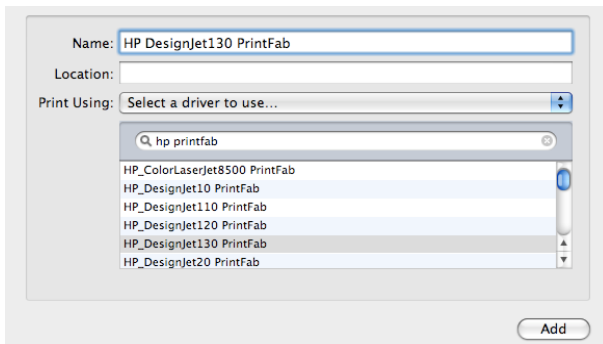 Name: HP DesignJet130 PrintFab
Location:
Print Using: Select a driver to use...
hp printfab
HP_ColorLaserJet8500 PrintFab
HP_DesignJet10 PrintFab
HP_DesignJet110 PrintFab
HP_DesignJet120 PrintFab
HP_DesignJet130 PrintFab
HP_DesignJet20 PrintFab
Add